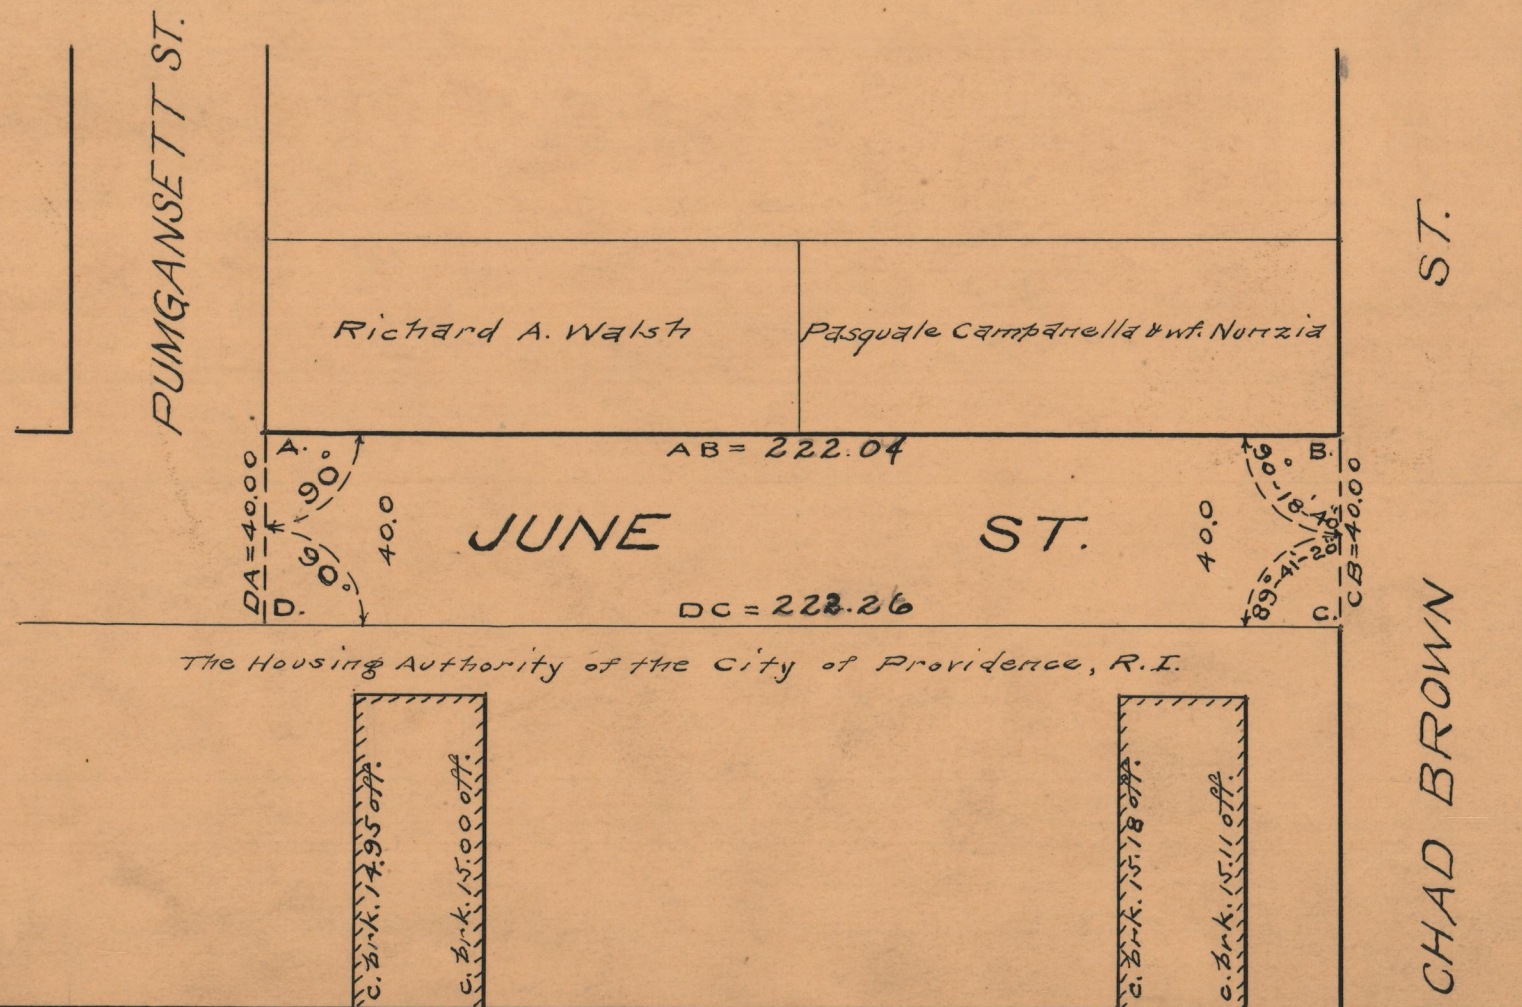 PUMGANSETT ST.
ST.
Richard A. Walsh
Pasquale Campanella & wf. Nunzia
A.
AB = 222.04
B.
90°
90-18-40
DA=40.00
40.0
JUNE ST.
40.0
CB=40.00
90°
89°-41-20
D.
DC = 222.26
C.
The Housing Authority of the City of Providence, R.I.
CHAD BROWN
c. brk. 14.95 off.
c. brk. 15.00 off.
c. brk. 15.18 off.
c. brk. 15.11 off.